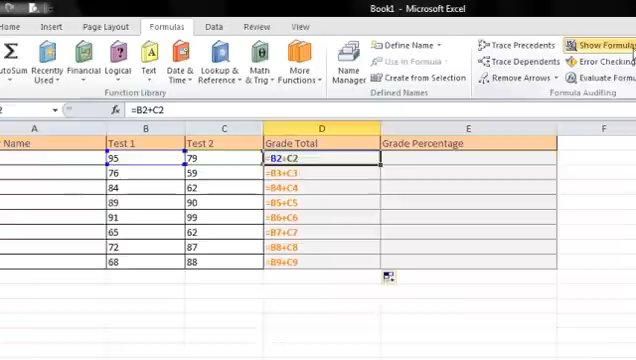 Book1 - Microsoft Excel
Home Insert Page Layout Formulas Data Review View
AutoSum Recently Used Financial Logical Text Date & Time Lookup & Reference Math & Trig More Functions
Function Library
Name Manager
Define Name
Use in Formula
Create from Selection
Defined Names
Trace Precedents
Trace Dependents
Remove Arrows
Show Formulas
Error Checking
Evaluate Formu
Formula Auditing
fx =B2+C2
A B C D E F
r Name Test 1 Test 2 Grade Total Grade Percentage
95 79 =B2+C2
76 59 =B3+C3
84 62 =B4+C4
89 90 =B5+C5
91 99 =B6+C6
65 62 =B7+C7
72 87 =B8+C8
68 88 =B9+C9